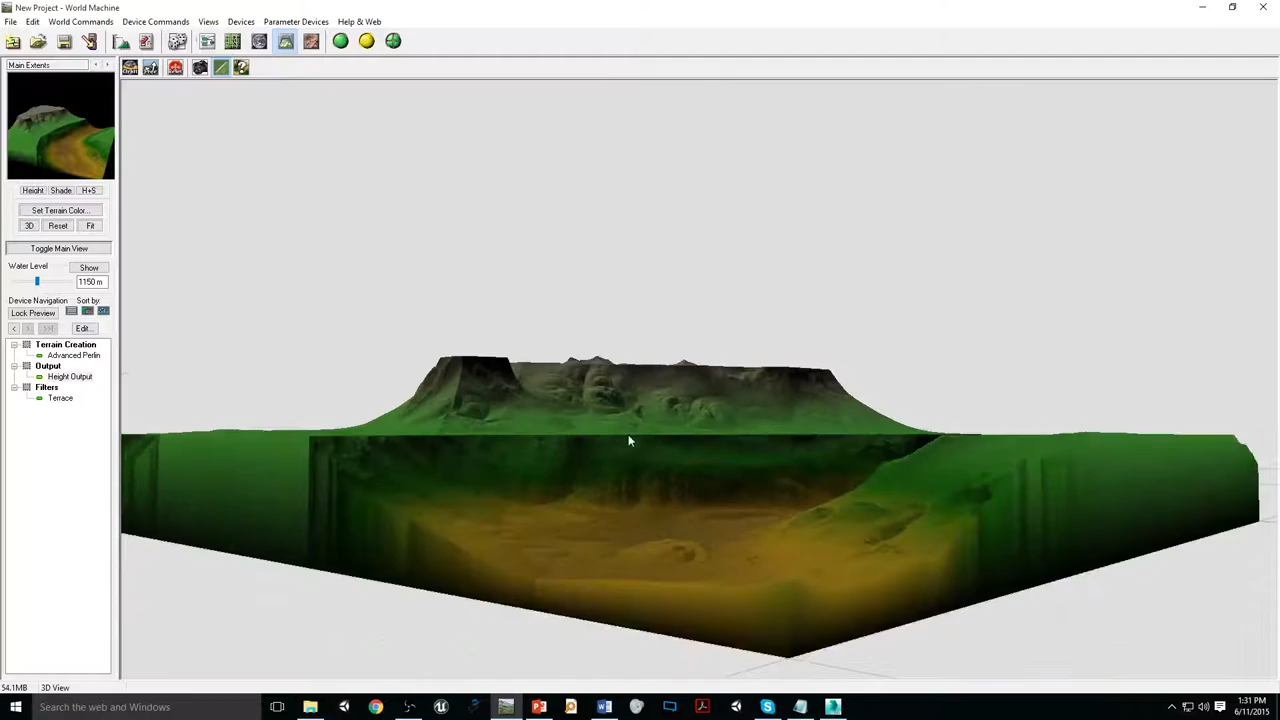 New Project - World Machine
File Edit World Commands Device Commands Views Devices Parameter Devices Help & Web
Main Extents
Height Shade H+S
Set Terrain Color...
3D Reset Fit
Toggle Main View
Water Level Show
1150 m
Device Navigation Sort by:
Lock Preview
Edit...
Terrain Creation
Advanced Perlin
Output
Height Output
Filters
Terrace
54.1MB 3D View
Search the web and Windows
1:31 PM
6/11/2015